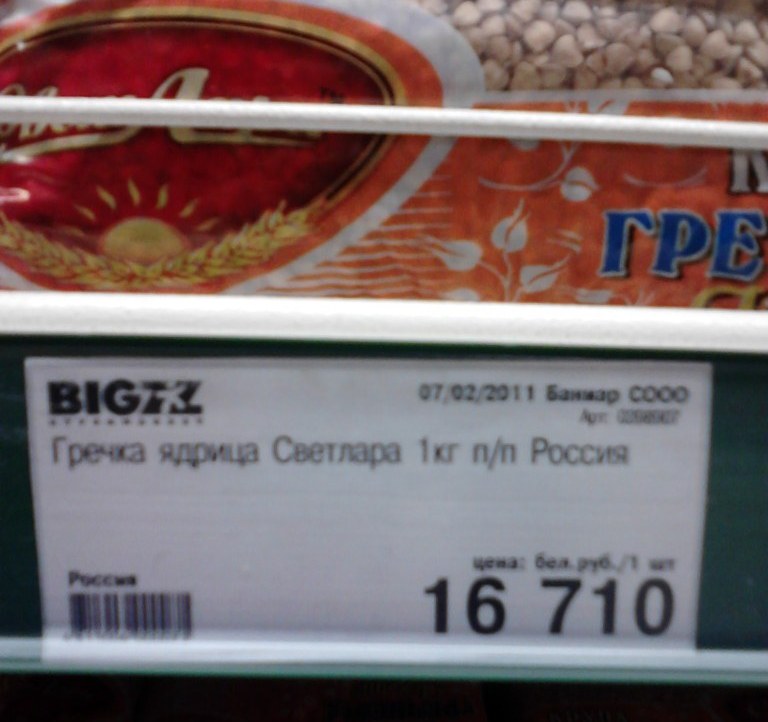 ГРЕ
BIGZZ
07/02/2011 Банмар СООО
Арт:
Гречка ядрица Светлара 1кг п/п Россия
цена: бел.руб./1 шт
Россия
16 710